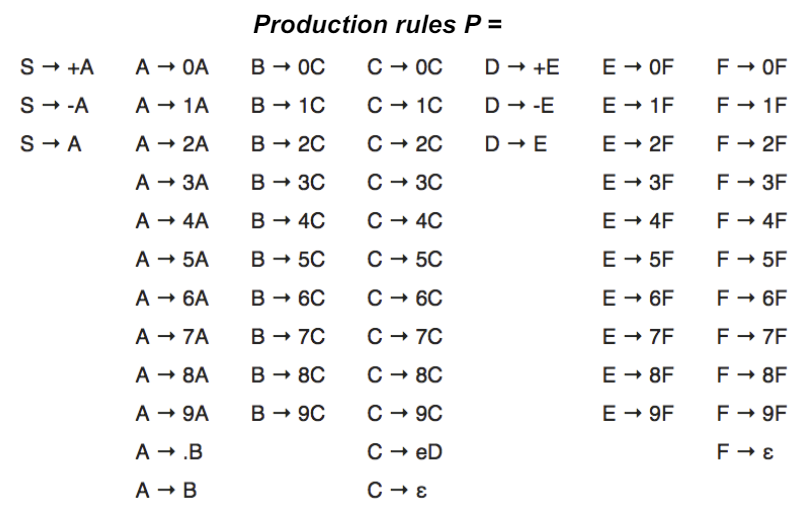 Production rules P =
S → +A A → 0A B → 0C C → 0C D → +E E → 0F F → 0F
S → -A A → 1A B → 1C C → 1C D → -E E → 1F F → 1F
S → A A → 2A B → 2C C → 2C D → E E → 2F F → 2F
A → 3A B → 3C C → 3C E → 3F F → 3F
A → 4A B → 4C C → 4C E → 4F F → 4F
A → 5A B → 5C C → 5C E → 5F F → 5F
A → 6A B → 6C C → 6C E → 6F F → 6F
A → 7A B → 7C C → 7C E → 7F F → 7F
A → 8A B → 8C C → 8C E → 8F F → 8F
A → 9A B → 9C C → 9C E → 9F F → 9F
A → .B C → eD F → ε
A → B C → ε